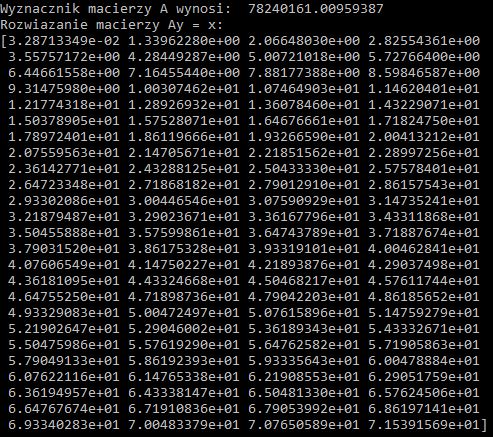 Wyznacznik macierzy A wynosi:  78240161.00959387
Rozwiazanie macierzy Ay = x:
[3.28713349e-02 1.33962280e+00 2.06648030e+00 2.82554361e+00
 3.55757172e+00 4.28449287e+00 5.00721018e+00 5.72766400e+00
 6.44661558e+00 7.16455440e+00 7.88177388e+00 8.59846587e+00
 9.31475980e+00 1.00307462e+01 1.07464903e+01 1.14620401e+01
 1.21774318e+01 1.28926932e+01 1.36078460e+01 1.43229071e+01
 1.50378905e+01 1.57528071e+01 1.64676661e+01 1.71824750e+01
 1.78972401e+01 1.86119666e+01 1.93266590e+01 2.00413212e+01
 2.07559563e+01 2.14705671e+01 2.21851562e+01 2.28997256e+01
 2.36142771e+01 2.43288125e+01 2.50433330e+01 2.57578401e+01
 2.64723348e+01 2.71868182e+01 2.79012910e+01 2.86157543e+01
 2.93302086e+01 3.00446546e+01 3.07590929e+01 3.14735241e+01
 3.21879487e+01 3.29023671e+01 3.36167796e+01 3.43311868e+01
 3.50455888e+01 3.57599861e+01 3.64743789e+01 3.71887674e+01
 3.79031520e+01 3.86175328e+01 3.93319101e+01 4.00462841e+01
 4.07606549e+01 4.14750227e+01 4.21893876e+01 4.29037498e+01
 4.36181095e+01 4.43324668e+01 4.50468217e+01 4.57611744e+01
 4.64755250e+01 4.71898736e+01 4.79042203e+01 4.86185652e+01
 4.93329083e+01 5.00472497e+01 5.07615896e+01 5.14759279e+01
 5.21902647e+01 5.29046002e+01 5.36189343e+01 5.43332671e+01
 5.50475986e+01 5.57619290e+01 5.64762582e+01 5.71905863e+01
 5.79049133e+01 5.86192393e+01 5.93335643e+01 6.00478884e+01
 6.07622116e+01 6.14765338e+01 6.21908553e+01 6.29051759e+01
 6.36194957e+01 6.43338147e+01 6.50481330e+01 6.57624506e+01
 6.64767674e+01 6.71910836e+01 6.79053992e+01 6.86197141e+01
 6.93340283e+01 7.00483379e+01 7.07650589e+01 7.15391569e+01]